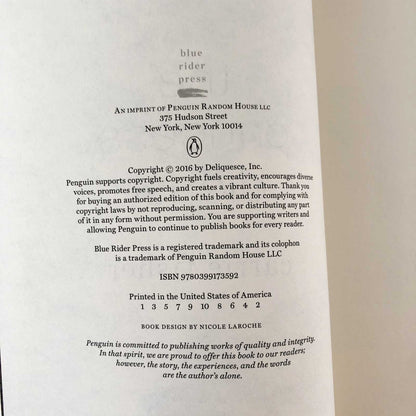 blue
rider
press
AN IMPRINT OF PENGUIN RANDOM HOUSE LLC
375 Hudson Street
New York, New York 10014
Copyright © 2016 by Deliquesce, Inc.
Penguin supports copyright. Copyright fuels creativity, encourages diverse
voices, promotes free speech, and creates a vibrant culture. Thank you
for buying an authorized edition of this book and for complying with
copyright laws by not reproducing, scanning, or distributing any part
of it in any form without permission. You are supporting writers and
allowing Penguin to continue to publish books for every reader.
Blue Rider Press is a registered trademark and its colophon
is a trademark of Penguin Random House LLC
ISBN 9780399173592
Printed in the United States of America
1 3 5 7 9 10 8 6 4 2
BOOK DESIGN BY NICOLE LAROCHE
Penguin is committed to publishing works of quality and integrity.
In that spirit, we are proud to offer this book to our readers;
however, the story, the experiences, and the words
are the author's alone.